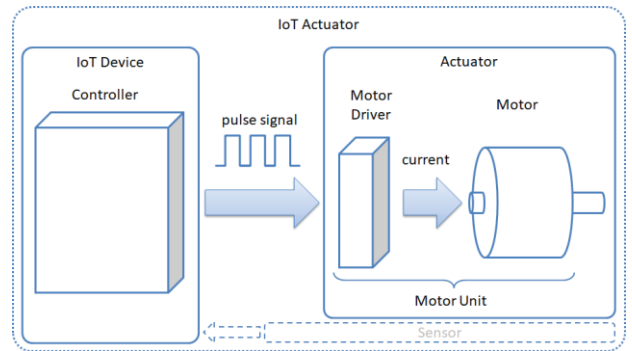 IoT Actuator
IoT Device
Controller
pulse signal
Actuator
Motor
Driver
Motor
current
Motor Unit
Sensor